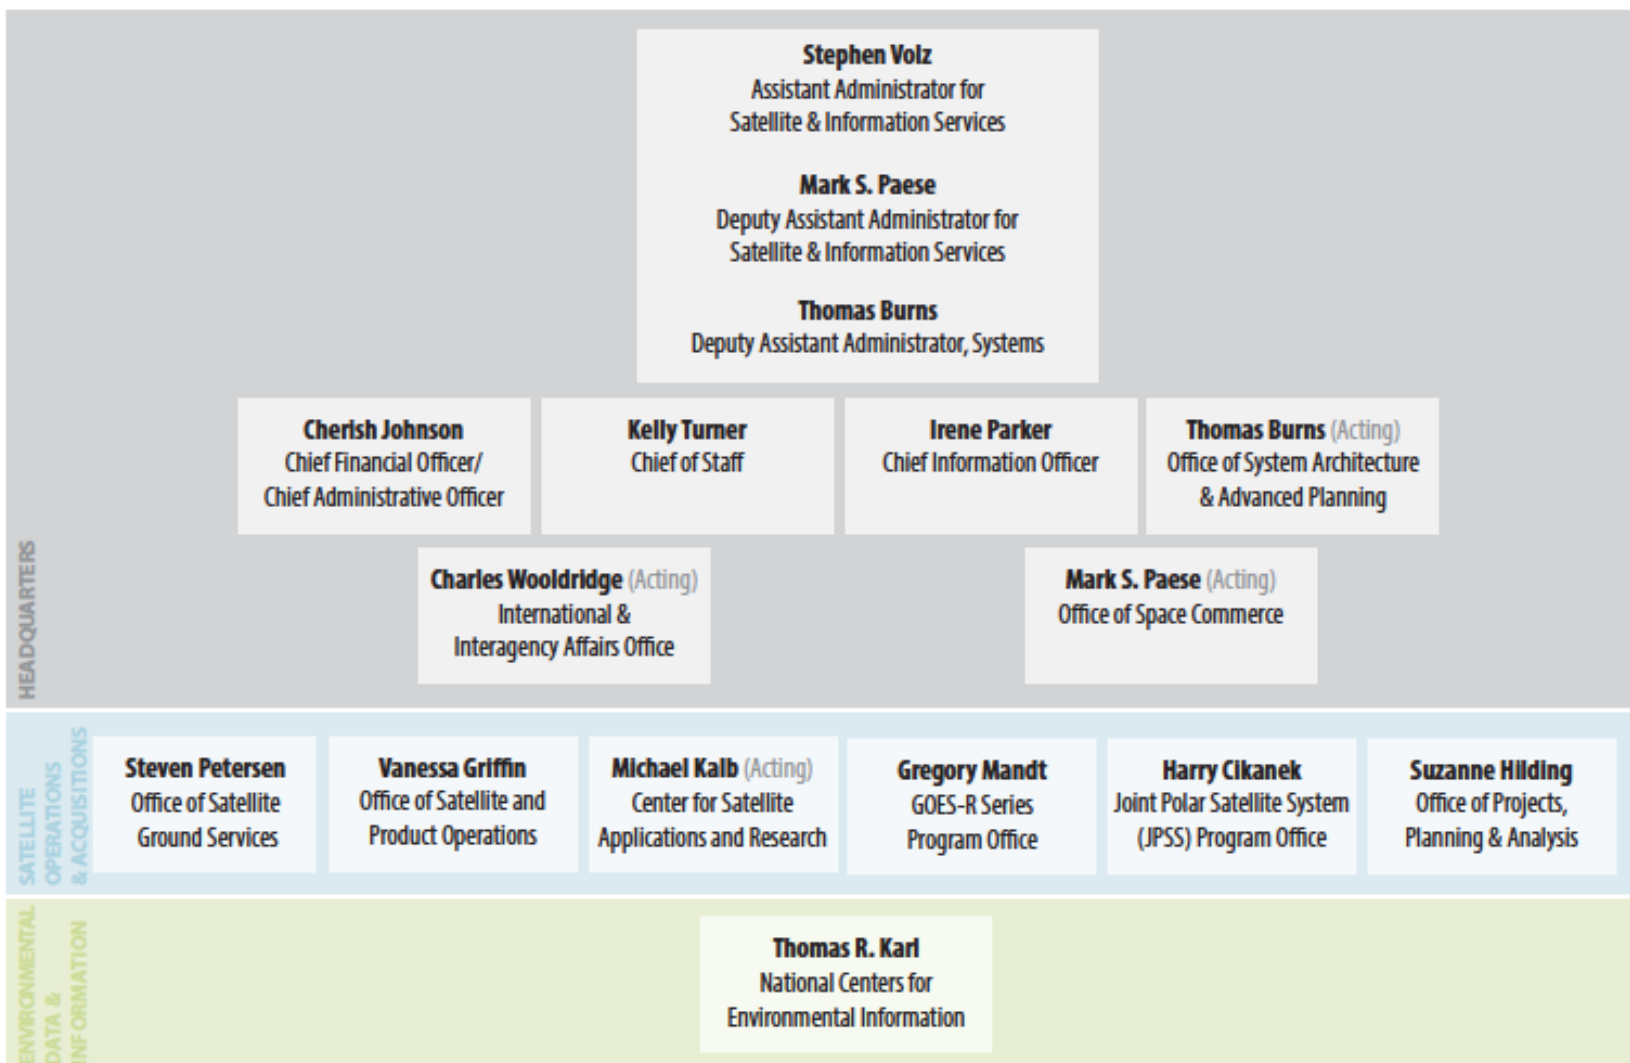 Stephen Volz
Assistant Administrator for
Satellite & Information Services
Mark S. Paese
Deputy Assistant Administrator for
Satellite & Information Services
Thomas Burns
Deputy Assistant Administrator, Systems
Cherish Johnson
Chief Financial Officer/
Chief Administrative Officer
Kelly Turner
Chief of Staff
Irene Parker
Chief Information Officer
Thomas Burns (Acting)
Office of System Architecture
& Advanced Planning
Charles Wooldridge (Acting)
International &
Interagency Affairs Office
Mark S. Paese (Acting)
Office of Space Commerce
HEADQUARTERS
SATELLITE
OPERATIONS
& ACQUISITIONS
Steven Petersen
Office of Satellite
Ground Services
Vanessa Griffin
Office of Satellite and
Product Operations
Michael Kalb (Acting)
Center for Satellite
Applications and Research
Gregory Mandt
GOES-R Series
Program Office
Harry Cikanek
Joint Polar Satellite System
(JPSS) Program Office
Suzanne Hilding
Office of Projects,
Planning & Analysis
ENVIRONMENTAL
DATA &
INFORMATION
Thomas R. Karl
National Centers for
Environmental Information